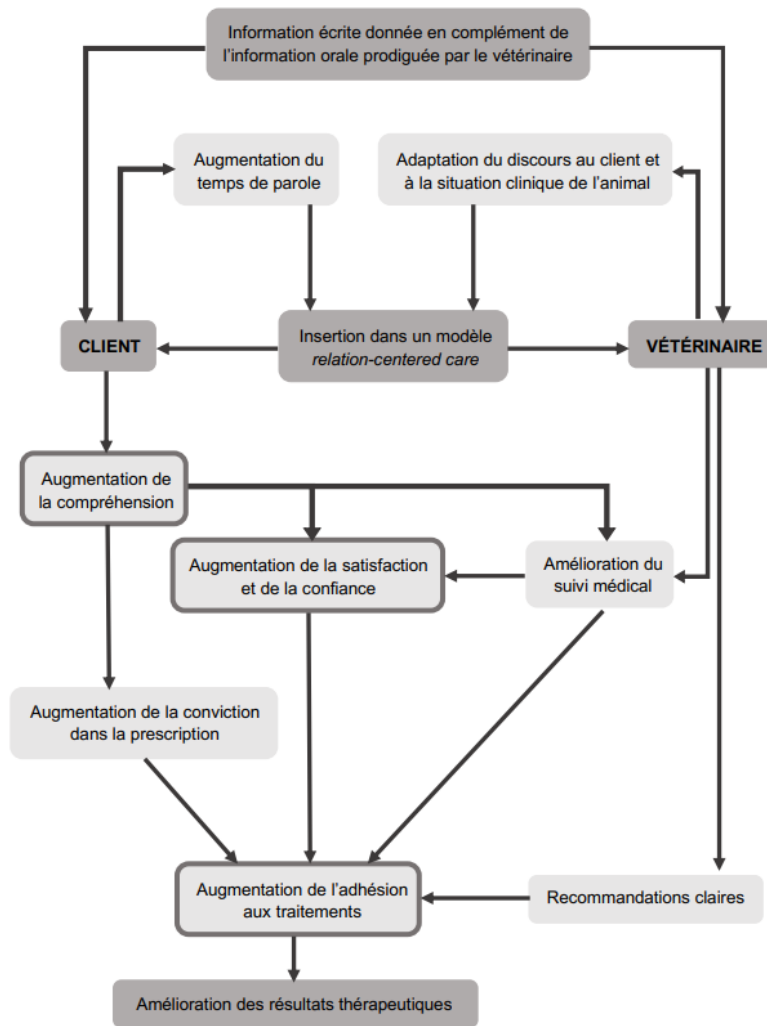 Information écrite donnée en complément de
l'information orale prodiguée par le vétérinaire
Augmentation du
temps de parole
Adaptation du discours au client et
à la situation clinique de l'animal
CLIENT
Insertion dans un modèle
relation-centered care
VÉTÉRINAIRE
Augmentation de
la compréhension
Augmentation de la satisfaction
et de la confiance
Amélioration du
suivi médical
Augmentation de la conviction
dans la prescription
Augmentation de l'adhésion
aux traitements
Recommandations claires
Amélioration des résultats thérapeutiques